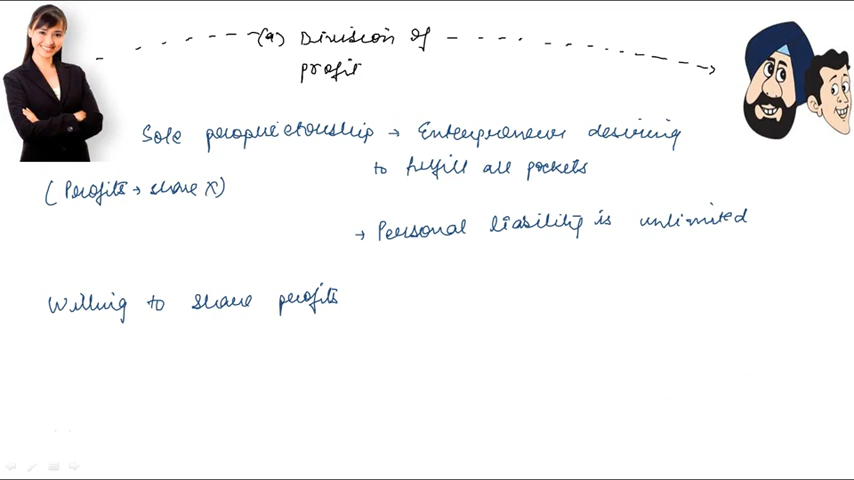 (a) Division of
profit
Sole proprietorship → Entrepreneur desiring
to fulfill all pockets
(Profits → share X)
→ Personal liability is unlimited
Willing to share profits